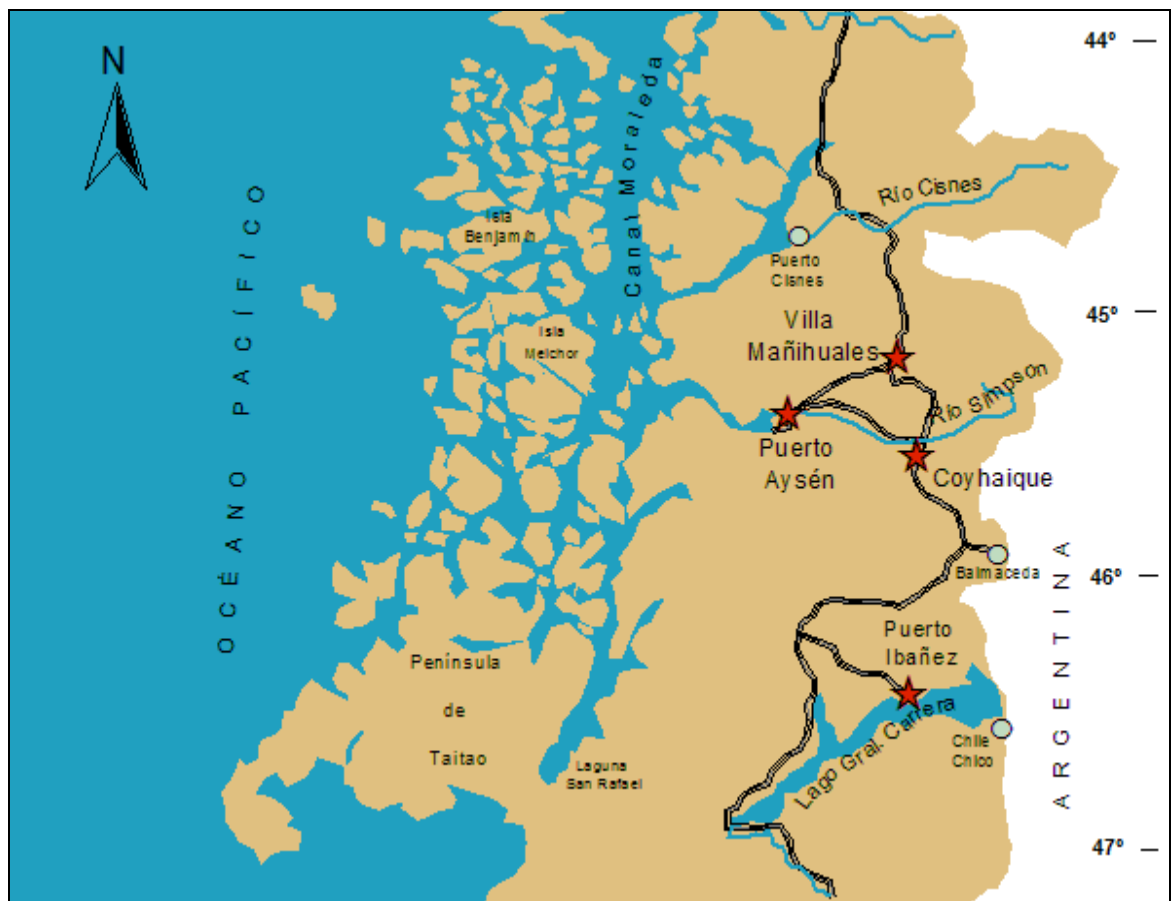 44º
N
Canal Moraleda
Río Cisnes
OCÉANO PACÍFICO
Isla
Benjamín
Puerto
Cisnes
45º
Villa
Mañihuales
Isla
Melchor
Río Simpson
Puerto
Aysén
Coyhaique
ARGENTINA
Balmaceda
46º
Puerto
Ibañez
Península
de
Taitao
Lago Gral. Carrera
Chile
Chico
Laguna
San Rafael
47º